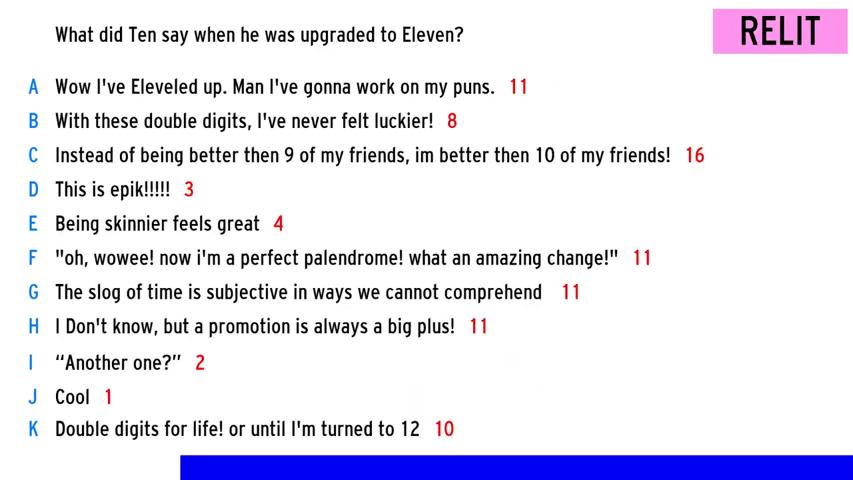 What did Ten say when he was upgraded to Eleven?
RELIT
A Wow I've Eleveled up. Man I've gonna work on my puns. 11
B With these double digits, I've never felt luckier! 8
C Instead of being better then 9 of my friends, im better then 10 of my friends! 16
D This is epik!!!!! 3
E Being skinnier feels great 4
F "oh, wowee! now i'm a perfect palendrome! what an amazing change!" 11
G The slog of time is subjective in ways we cannot comprehend 11
H I Don't know, but a promotion is always a big plus! 11
I “Another one?” 2
J Cool 1
K Double digits for life! or until I'm turned to 12 10